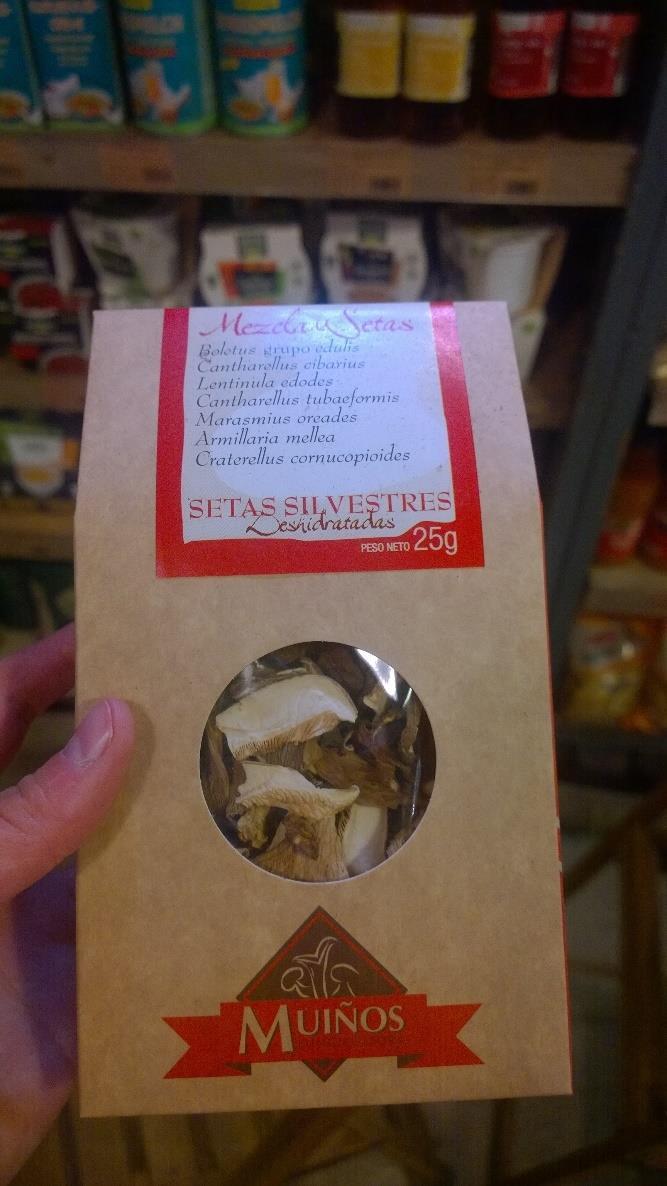 Mezcla Setas
Boletus grupo edulis
Cantharellus cibarius
Lentinula edodes
Cantharellus tubaeformis
Marasmius oreades
Armillaria mellea
Craterellus cornucopioides
SETAS SILVESTRES
Deshidratadas
PESO NETO 25g
MUIÑOS